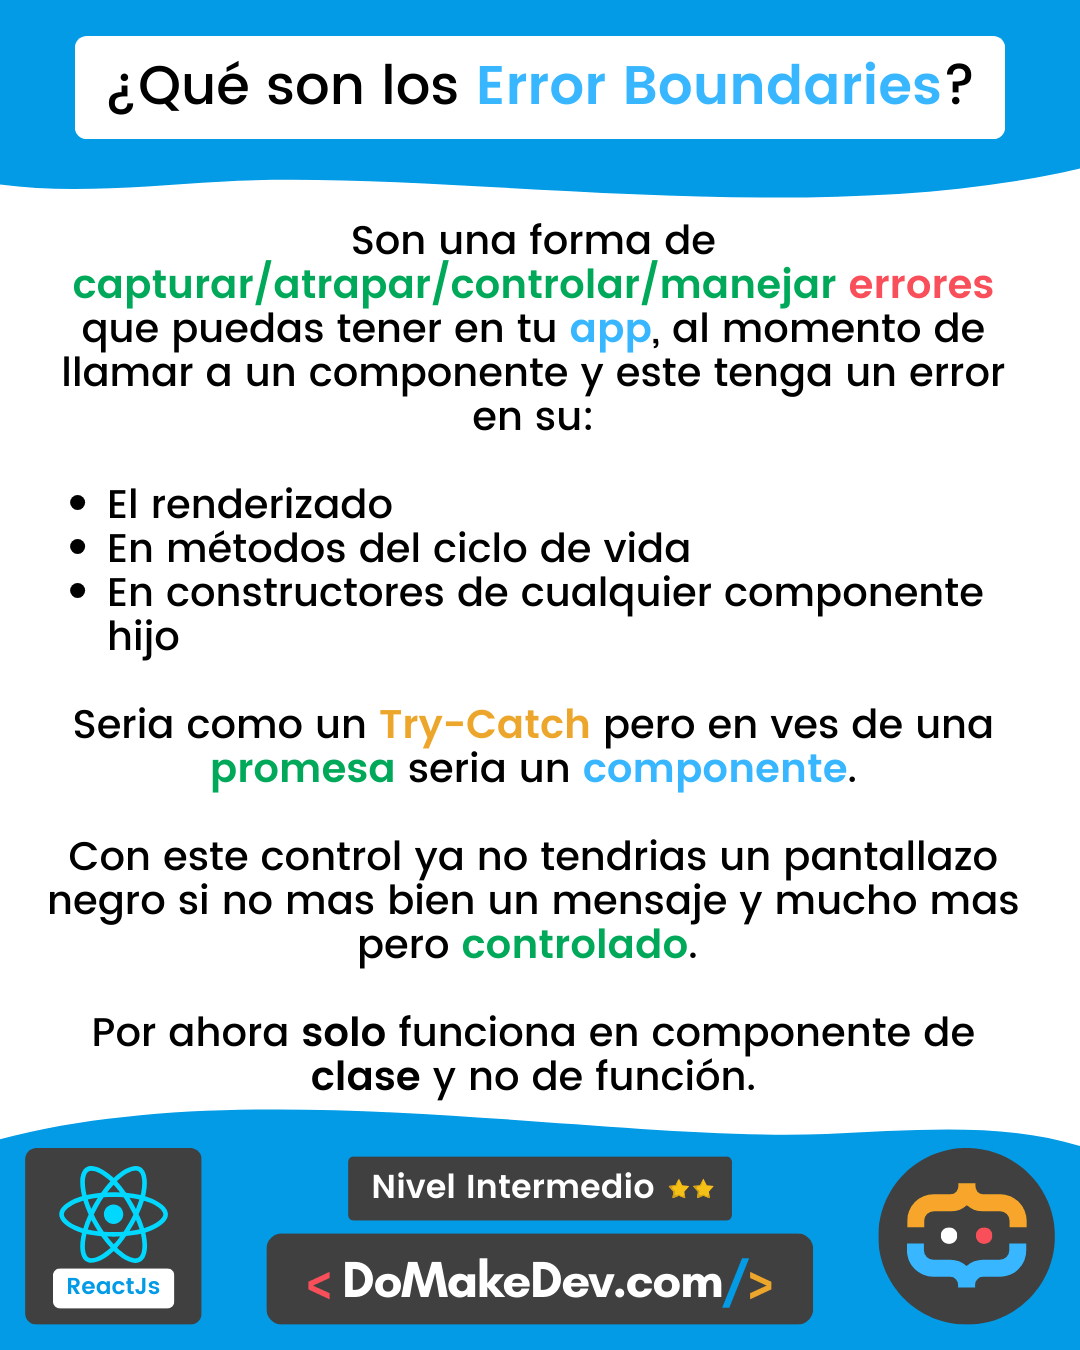 ¿Qué son los Error Boundaries?
Son una forma de
capturar/atrapar/controlar/manejar errores
que puedas tener en tu app, al momento de
llamar a un componente y este tenga un error
en su:
• El renderizado
• En métodos del ciclo de vida
• En constructores de cualquier componente
hijo
Seria como un Try-Catch pero en ves de una
promesa seria un componente.
Con este control ya no tendrias un pantallazo
negro si no mas bien un mensaje y mucho mas
pero controlado.
Por ahora solo funciona en componente de
clase y no de función.
Nivel Intermedio
ReactJs
< DoMakeDev.com/>